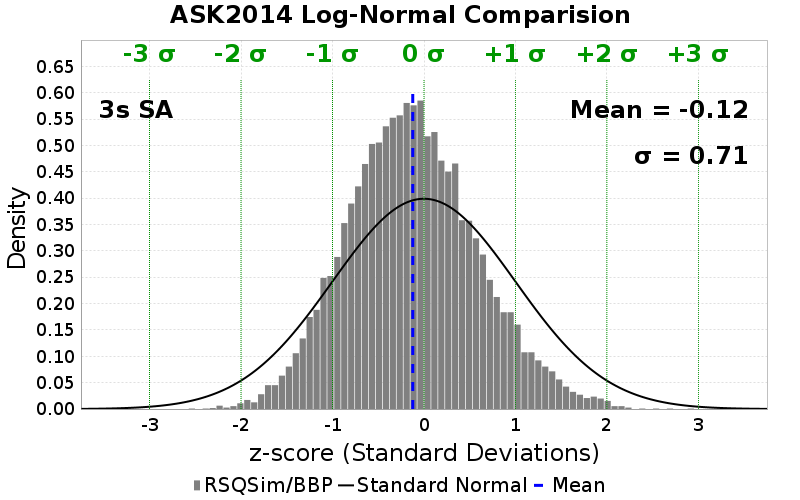 ASK2014 Log-Normal Comparision
-3 σ -2 σ -1 σ 0 σ +1 σ +2 σ +3 σ
3s SA
Mean = -0.12
σ = 0.71
Density
0.65
0.60
0.55
0.50
0.45
0.40
0.35
0.30
0.25
0.20
0.15
0.10
0.05
0.00
-3 -2 -1 0 1 2 3
z-score (Standard Deviations)
RSQSim/BBP Standard Normal Mean